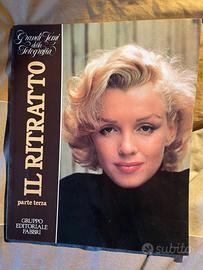 Grandi Temi
della
Fotografia
IL RITRATTO
parte terza
GRUPPO
EDITORIALE
FABBRI
subito